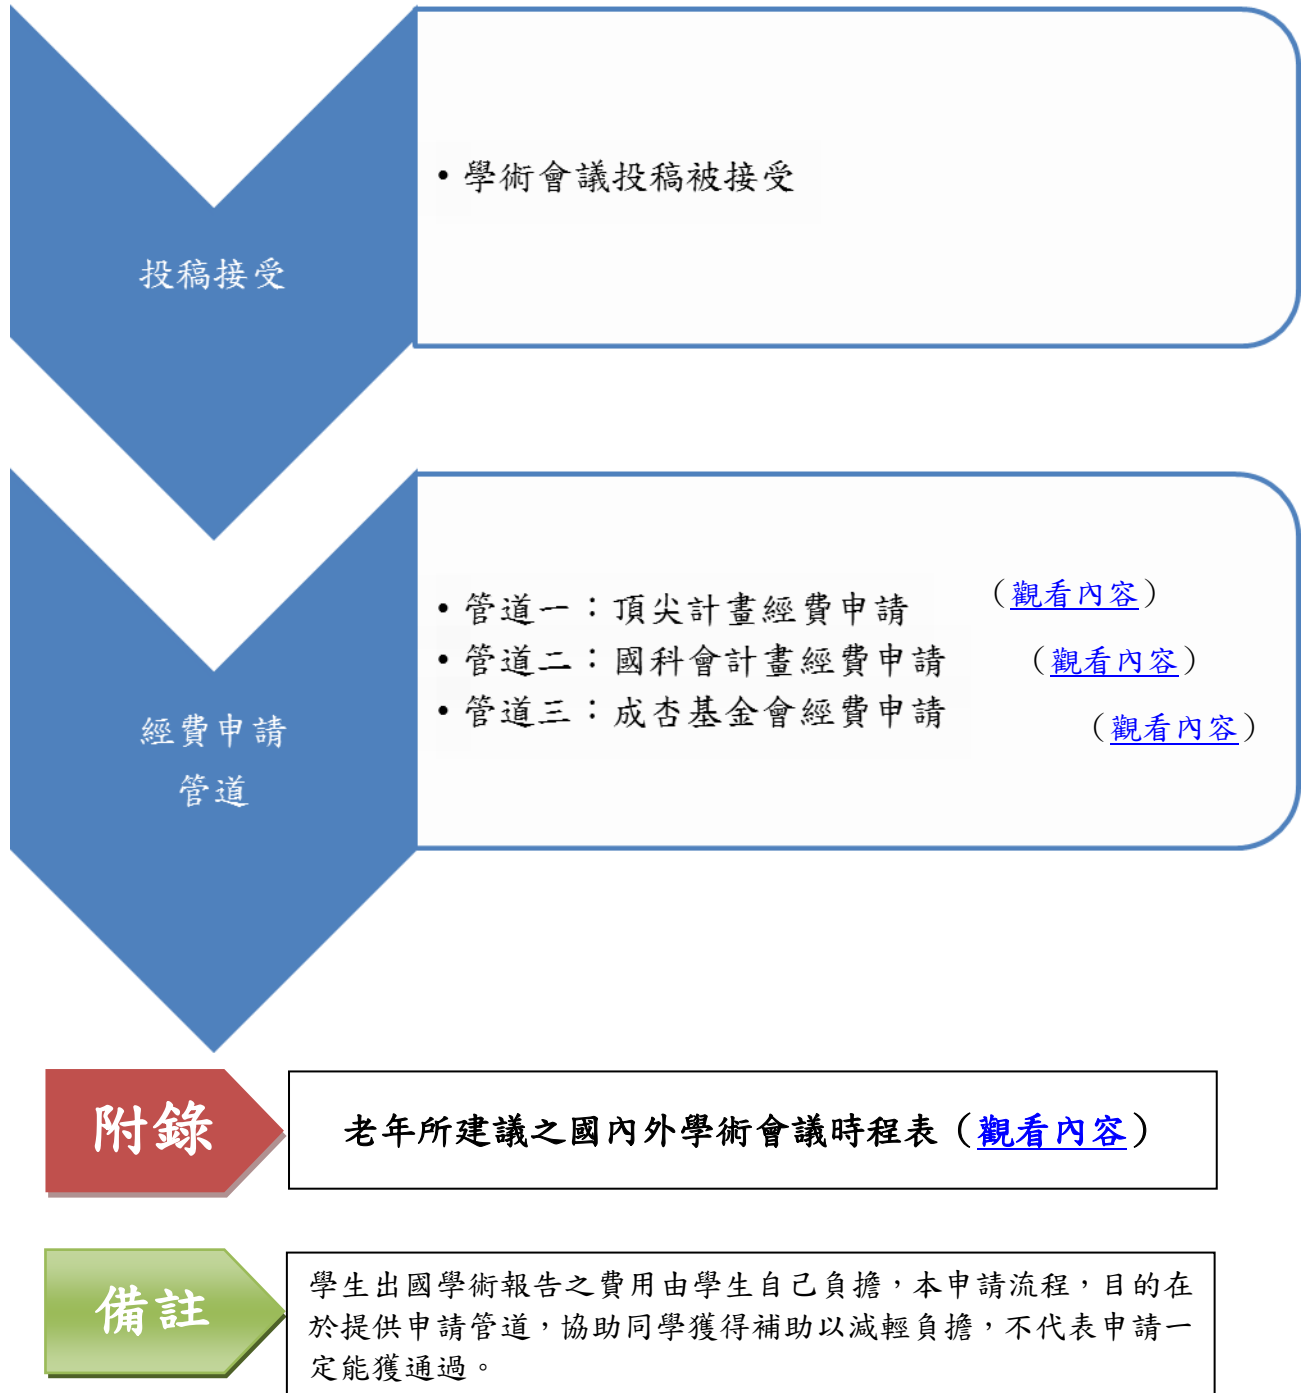 投稿接受
• 學術會議投稿被接受
經費申請
管道
• 管道一：頂尖計畫經費申請 （觀看內容）
• 管道二：國科會計畫經費申請 （觀看內容）
• 管道三：成杏基金會經費申請 （觀看內容）
附錄
老年所建議之國內外學術會議時程表（觀看內容）
備註
學生出國學術報告之費用由學生自己負擔，本申請流程，目的在
於提供申請管道，協助同學獲得補助以減輕負擔，不代表申請一
定能獲通過。